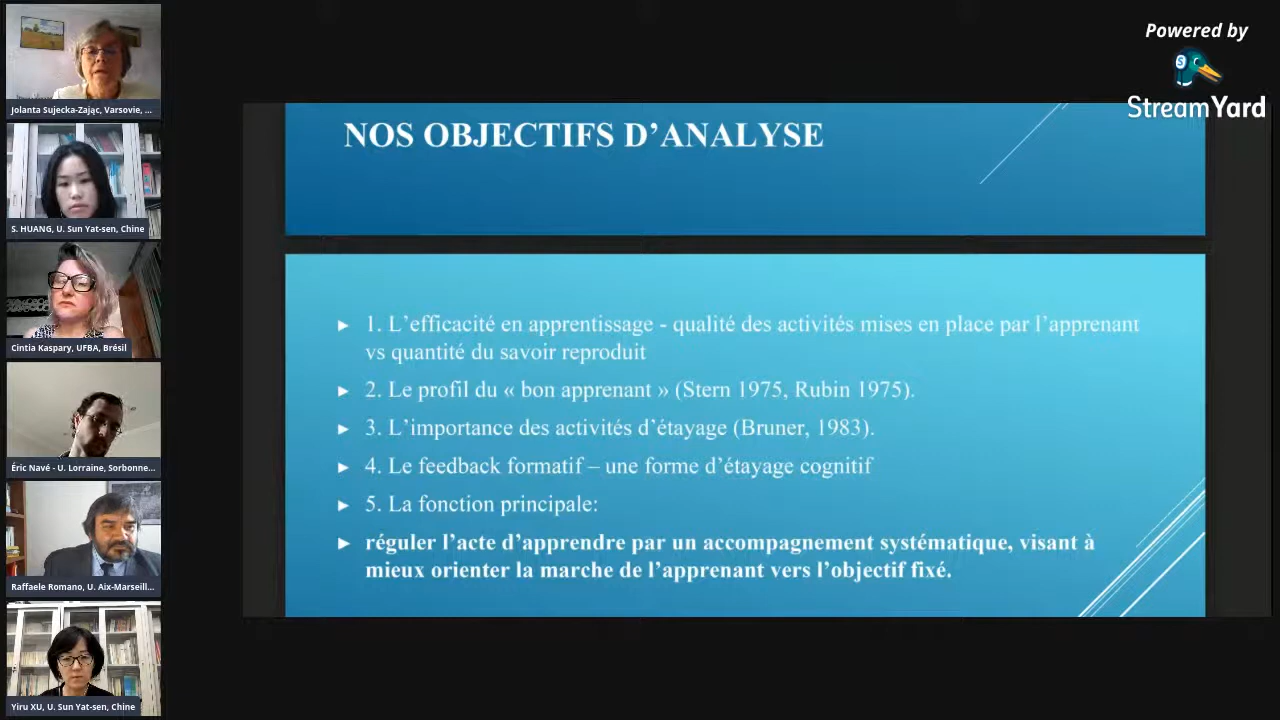 Powered by
StreamYard
Jolanta Sujecka-Zając, Varsovie, ...
S. HUANG, U. Sun Yat-sen, Chine
Cintia Kaspary, UFBA, Brésil
Éric Navé - U. Lorraine, Sorbonne...
Raffaele Romano, U. Aix-Marseill...
Yiru XU, U. Sun Yat-sen, Chine
NOS OBJECTIFS D’ANALYSE
► 1. L’efficacité en apprentissage - qualité des activités mises en place par l’apprenant
vs quantité du savoir reproduit
► 2. Le profil du « bon apprenant » (Stern 1975, Rubin 1975).
► 3. L’importance des activités d’étayage (Bruner, 1983).
► 4. Le feedback formatif – une forme d’étayage cognitif
► 5. La fonction principale:
► réguler l’acte d’apprendre par un accompagnement systématique, visant à
mieux orienter la marche de l’apprenant vers l’objectif fixé.